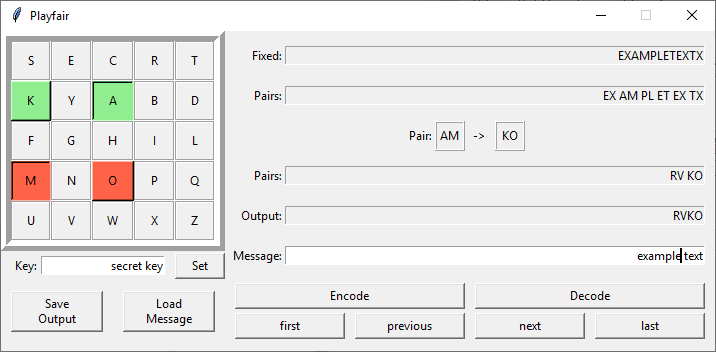 Playfair
S E C R T
K Y A B D
F G H I L
M N O P Q
U V W X Z
Key: secret key Set
Save Output
Load Message
Fixed: EXAMPLETEXTX
Pairs: EX AM PL ET EX TX
Pair: AM -> KO
Pairs: RV KO
Output: RVKO
Message: example text
Encode Decode
first previous next last